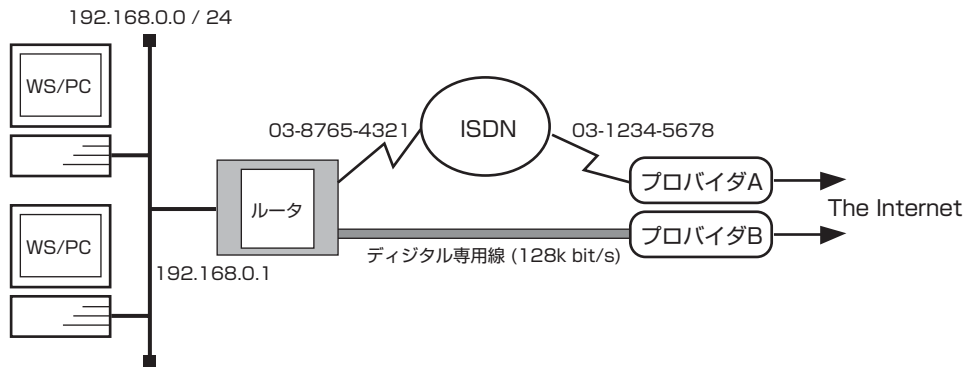 192.168.0.0 / 24
WS/PC
03-8765-4321
ISDN
03-1234-5678
プロバイダA
ルータ
The Internet
WS/PC
プロバイダB
ディジタル専用線 (128k bit/s)
192.168.0.1